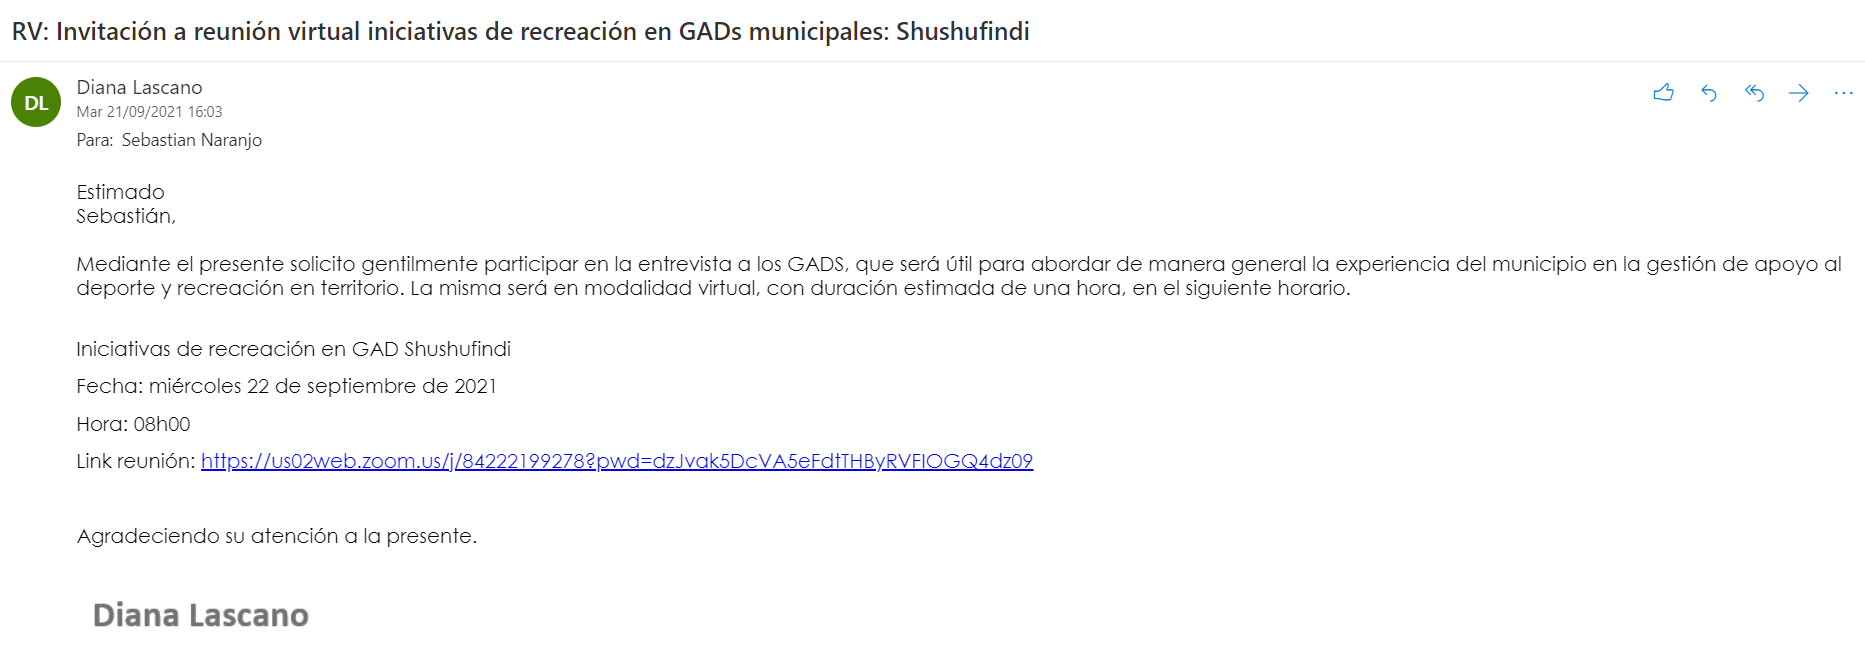 RV: Invitación a reunión virtual iniciativas de recreación en GADs municipales: Shushufindi
DL
Diana Lascano
Mar 21/09/2021 16:03
Para: Sebastian Naranjo
Estimado
Sebastián,
Mediante el presente solicito gentilmente participar en la entrevista a los GADS, que será útil para abordar de manera general la experiencia del municipio en la gestión de apoyo al
deporte y recreación en territorio. La misma será en modalidad virtual, con duración estimada de una hora, en el siguiente horario.
Iniciativas de recreación en GAD Shushufindi
Fecha: miércoles 22 de septiembre de 2021
Hora: 08h00
Link reunión: https://us02web.zoom.us/j/84222199278?pwd=dzJvak5DcVA5eFdtTHByRVFIOGQ4dz09
Agradeciendo su atención a la presente.
Diana Lascano